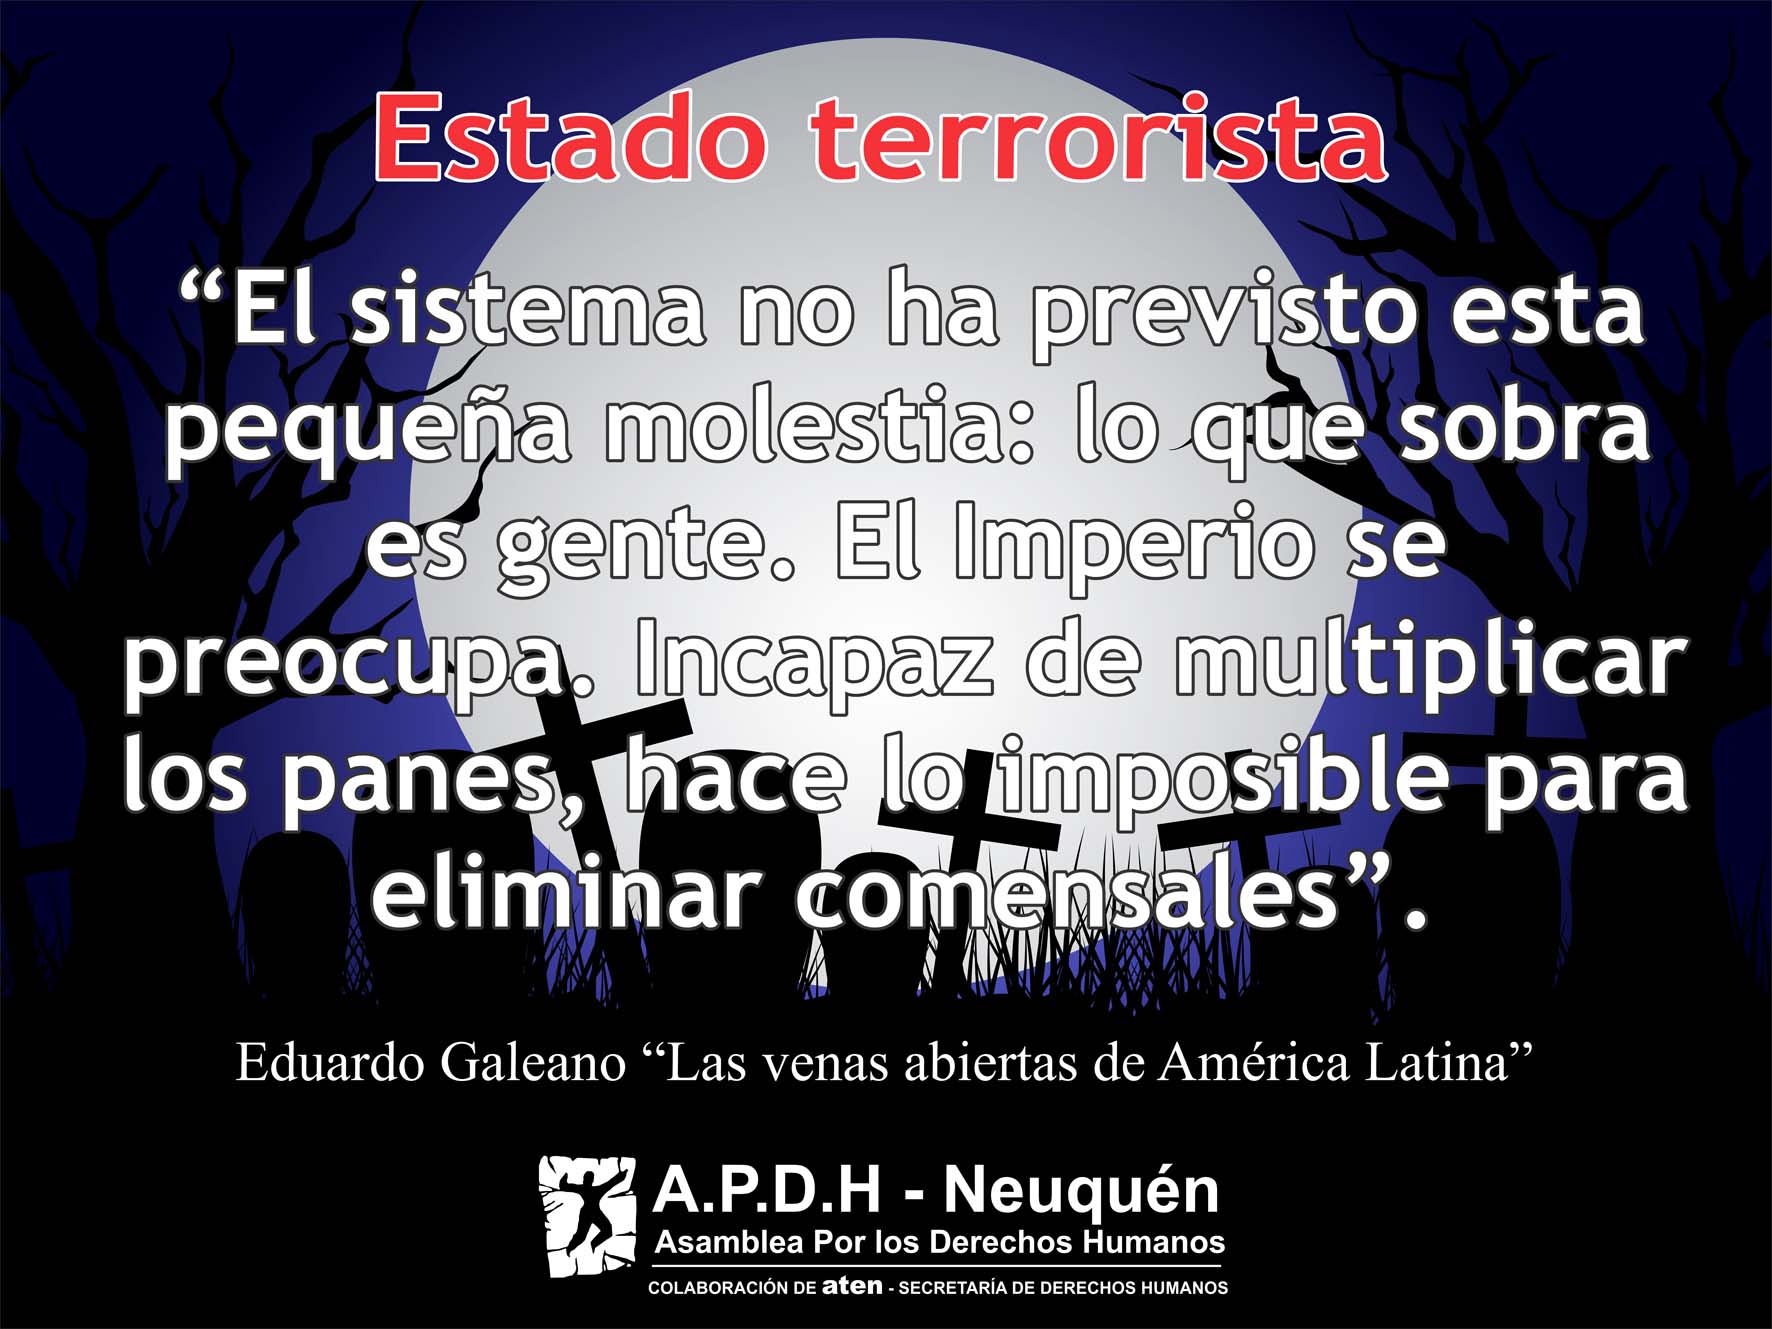 Estado terrorista
“El sistema no ha previsto esta
pequeña molestia: lo que sobra
es gente. El Imperio se
preocupa. Incapaz de multiplicar
los panes, hace lo imposible para
eliminar comensales”.
Eduardo Galeano “Las venas abiertas de América Latina”
A.P.D.H - Neuquén
Asamblea Por los Derechos Humanos
COLABORACIÓN DE aten - SECRETARÍA DE DERECHOS HUMANOS